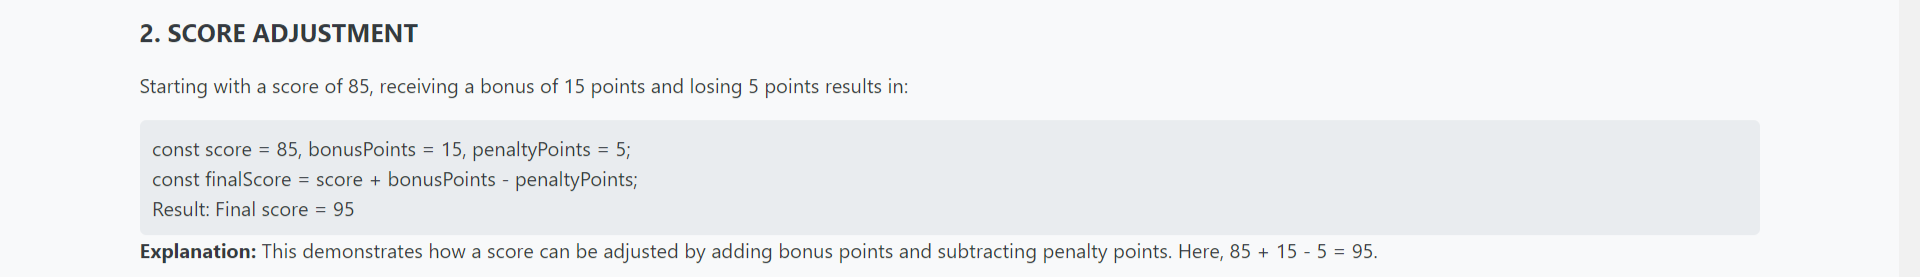 2. SCORE ADJUSTMENT
Starting with a score of 85, receiving a bonus of 15 points and losing 5 points results in:
const score = 85, bonusPoints = 15, penaltyPoints = 5;
const finalScore = score + bonusPoints - penaltyPoints;
Result: Final score = 95
Explanation: This demonstrates how a score can be adjusted by adding bonus points and subtracting penalty points. Here, 85 + 15 - 5 = 95.